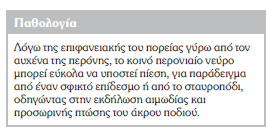 Παθολογία
Λόγω της επιφανειακής του πορείας γύρω από τον
αυχένα της περόνης, το κοινό περονιαίο νεύρο
μπορεί εύκολα να υποστεί πίεση, για παράδειγμα
από έναν σφικτό επίδεσμο ή από το σταυροπόδι,
οδηγώντας στην εκδήλωση αιμωδίας και
προσωρινής πτώσης του άκρου ποδιού.